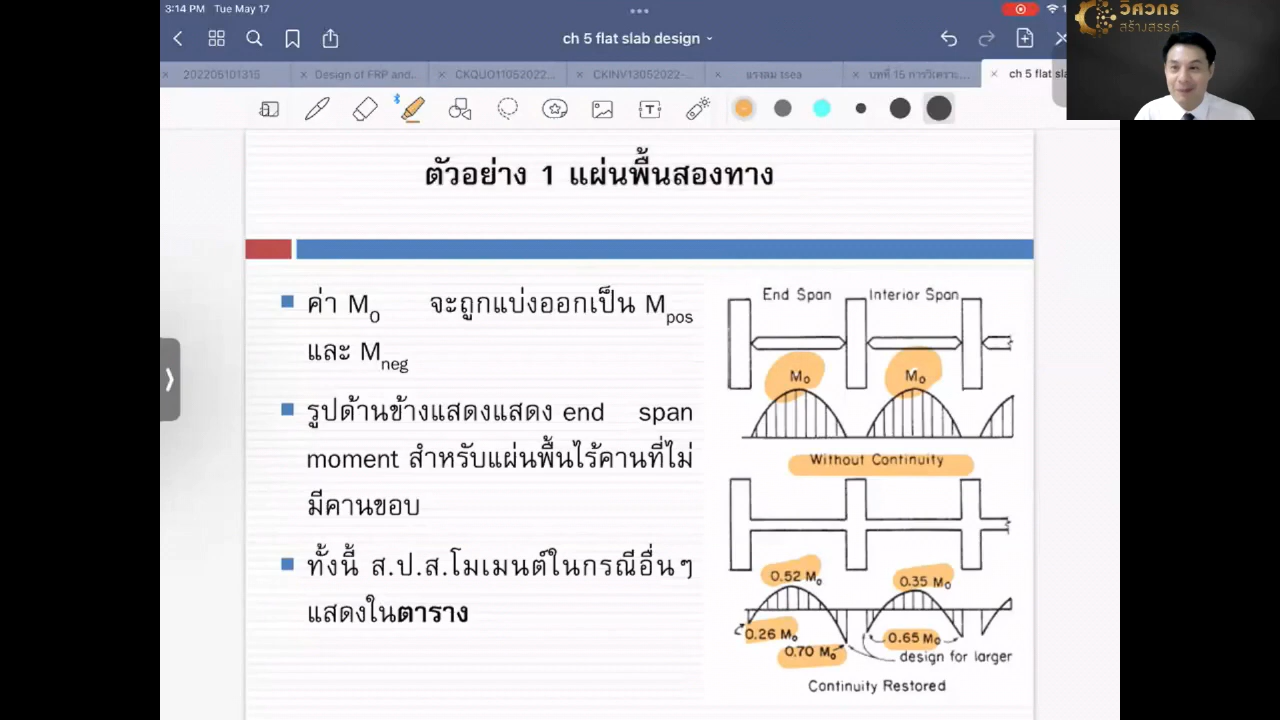 3:14 PM Tue May 17
วิศวกร
สร้างสรรค์
ch 5 flat slab design
202205101315
Design of FRP and..
CKQUO11052022...
CKINV13052022-...
แรงลม tsea
บทที่ 15 การวิเคราะ...
ch 5 flat sla
ตัวอย่าง 1 แผ่นพื้นสองทาง
ค่า M0 จะถูกแบ่งออกเป็น Mpos
และ Mneg
รูปด้านข้างแสดงแสดง end span
moment สำหรับแผ่นพื้นไร้คานที่ไม่
มีคานขอบ
ทั้งนี้ ส.ป.ส.โมเมนต์ในกรณีอื่นๆ
แสดงในตาราง
End Span Interior Span
Mo Mo
Without Continuity
0.52 Mo 0.35 Mo
0.26 Mo 0.65 Mo
0.70 Mo
design for larger
Continuity Restored